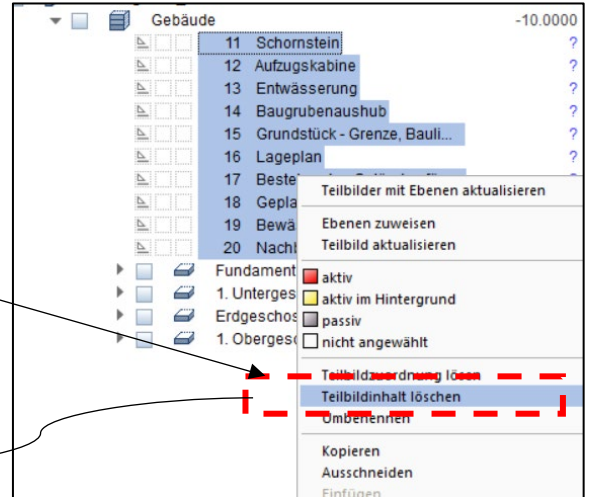 Gebäude -10.0000
11 Schornstein ?
12 Aufzugskabine ?
13 Entwässerung ?
14 Baugrubenaushub ?
15 Grundstück - Grenze, Bauli... ?
16 Lageplan ?
17 Beste
18 Gepla
19 Bewä
20 Nachb
Fundament
1. Unterges
Erdgeschos
1. Oberges
Teilbilder mit Ebenen aktualisieren
Ebenen zuweisen
Teilbild aktualisieren
aktiv
aktiv im Hintergrund
passiv
nicht angewählt
Teilbildzuordnung lösen
Teilbildinhalt löschen
Umbenennen
Kopieren
Ausschneiden
Einfügen